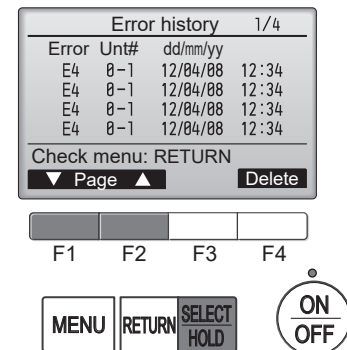 Error history 1/4
Error Unt# dd/mm/yy
E4 0-1 12/04/08 12:34
E4 0-1 12/04/08 12:34
E4 0-1 12/04/08 12:34
E4 0-1 12/04/08 12:34
Check menu: RETURN
▼ Page ▲ Delete
F1 F2 F3 F4
MENU RETURN SELECT/HOLD ON/OFF